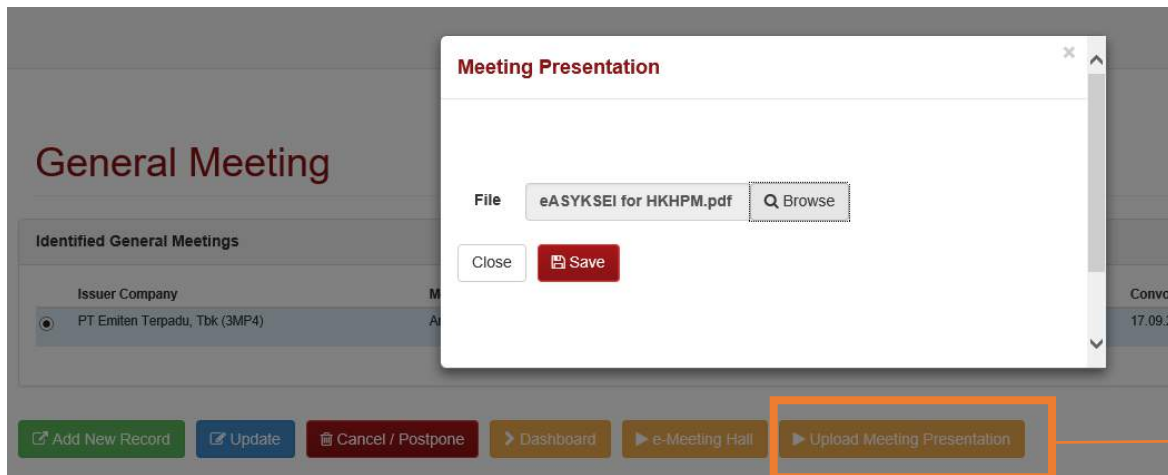 Meeting Presentation
×
General Meeting
File eASYKSEI for HKHPM.pdf Browse
Identified General Meetings
Close Save
Issuer Company
Convo
PT Emiten Terpadu, Tbk (3MP4)
17.09.
Add New Record Update Cancel / Postpone Dashboard e-Meeting Hall Upload Meeting Presentation